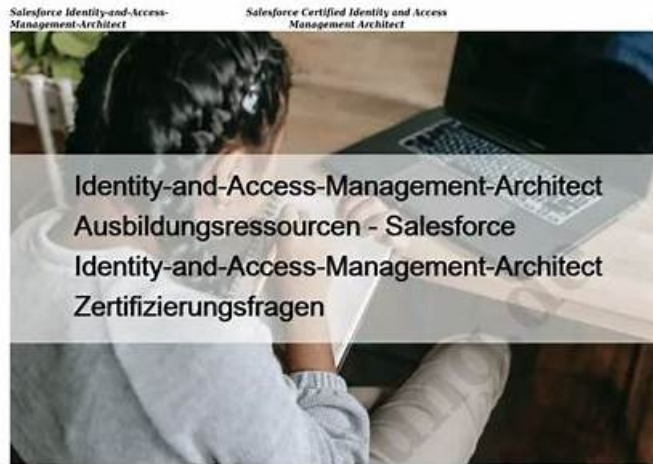 Salesforce Identity-and-Access-
Management-Architect
Salesforce Certified Identity and Access
Management Architect
Identity-and-Access-Management-Architect
Ausbildungsressourcen - Salesforce
Identity-and-Access-Management-Architect
Zertifizierungsfragen